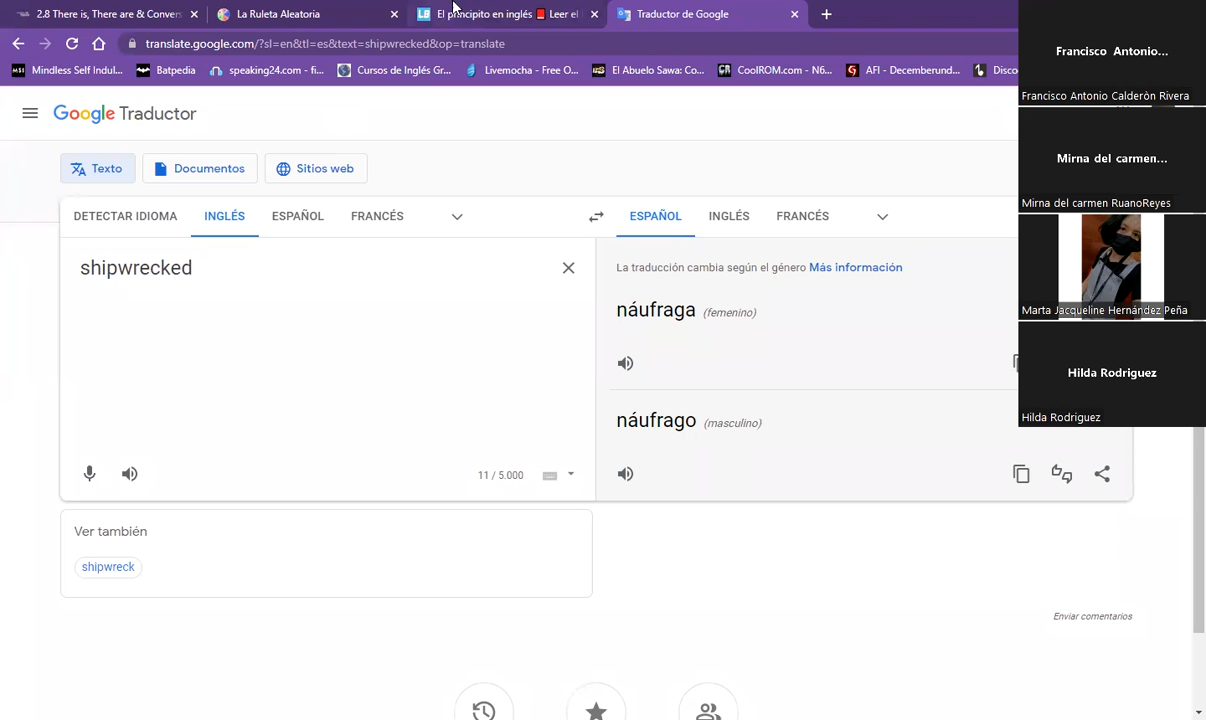 2.8 There is, There are & Conver
La Ruleta Aleatoria
El principito en inglés Leer el
Traductor de Google
translate.google.com/?sl=en&tl=es&text=shipwrecked&op=translate
Mindless Self Indul...
Batpedia
speaking24.com - fi...
Cursos de Inglés Gr...
Livemocha - Free O...
El Abuelo Sawa: Co...
CoolROM.com - N6...
AFI - Decemberund...
Disco
Google Traductor
Texto
Documentos
Sitios web
DETECTAR IDIOMA
INGLÉS
ESPAÑOL
FRANCÉS
ESPAÑOL
INGLÉS
FRANCÉS
shipwrecked
La traducción cambia según el género Más información
náufraga (femenino)
náufrago (masculino)
11 / 5.000
Ver también
shipwreck
Enviar comentarios
Francisco Antonio...
Francisco Antonio Calderòn Rivera
Mirna del carmen...
Mirna del carmen RuanoReyes
Marta Jacqueline Hernández Peña
Hilda Rodriguez
Hilda Rodriguez